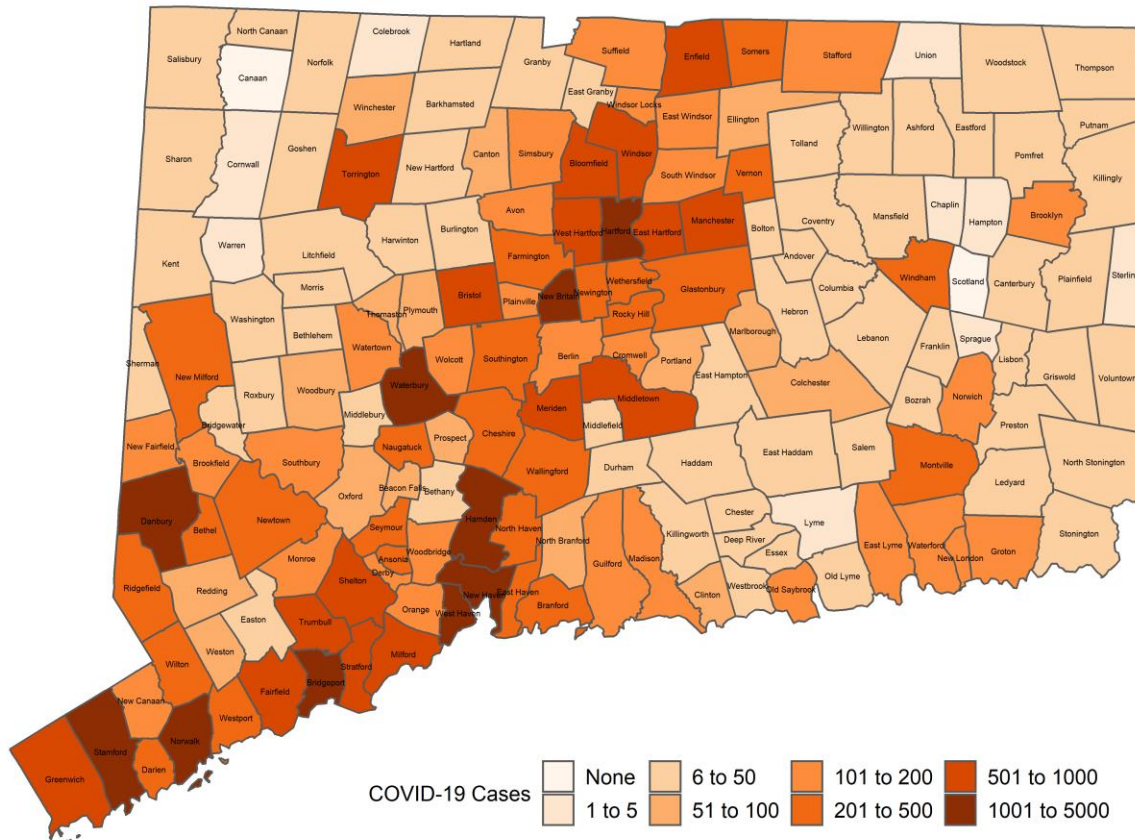 North Canaan
Colebrook
Hartland
Suffield
Enfield
Somers
Stafford
Union
Woodstock
Thompson
Salisbury
Canaan
Norfolk
Granby
East Granby
Windsor Locks
Winchester
Barkhamsted
East Windsor
Ellington
Willington
Ashford
Eastford
Putnam
Sharon
Cornwall
Goshen
Torrington
New Hartford
Canton
Simsbury
Bloomfield
Windsor
South Windsor
Vernon
Tolland
Pomfret
Killingly
Kent
Warren
Litchfield
Harwinton
Burlington
Avon
West Hartford
Hartford
East Hartford
Manchester
Bolton
Coventry
Mansfield
Chaplin
Hampton
Brooklyn
Morris
Bristol
Farmington
Plainville
New Britain
Newington
Wethersfield
Glastonbury
Andover
Columbia
Windham
Scotland
Canterbury
Plainfield
Sterlin
Washington
Bethlehem
Thomaston
Plymouth
Rocky Hill
Hebron
Sherman
New Milford
Roxbury
Woodbury
Watertown
Wolcott
Southington
Berlin
Cromwell
Portland
Marlborough
East Hampton
Colchester
Lebanon
Franklin
Sprague
Lisbon
Griswold
Voluntown
Bridgewater
Middlebury
Waterbury
Meriden
Middletown
Middlefield
Bozrah
Norwich
Preston
New Fairfield
Brookfield
Southbury
Naugatuck
Prospect
Cheshire
Wallingford
Durham
Haddam
East Haddam
Salem
Montville
North Stonington
Danbury
Bethel
Newtown
Oxford
Beacon Falls
Bethany
Hamden
North Haven
Ledyard
Ridgefield
Redding
Monroe
Seymour
Ansonia
Derby
Woodbridge
North Branford
Guilford
Madison
Killingworth
Chester
Deep River
Essex
Lyme
East Lyme
Waterford
New London
Groton
Stonington
Easton
Shelton
Orange
New Haven
West Haven
East Haven
Branford
Clinton
Westbrook
Old Saybrook
Old Lyme
Wilton
Weston
Trumbull
Stratford
Milford
New Canaan
Westport
Fairfield
Bridgeport
Greenwich
Stamford
Darien
Norwalk
COVID-19 Cases
None
1 to 5
6 to 50
51 to 100
101 to 200
201 to 500
501 to 1000
1001 to 5000